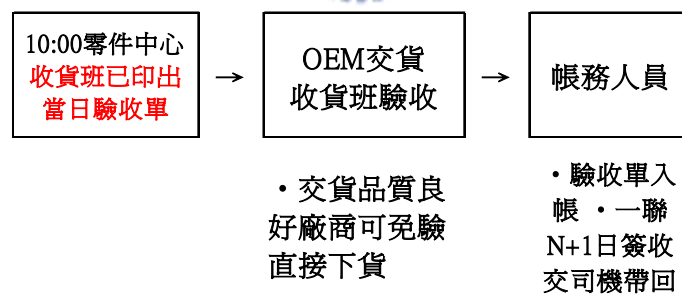 10:00零件中心
收貨班已印出
當日驗收單
→
OEM交貨
收貨班驗收
→
帳務人員
・交貨品質良
好廠商可免驗
直接下貨
・驗收單入
帳 ・一聯
N+1日簽收
交司機帶回